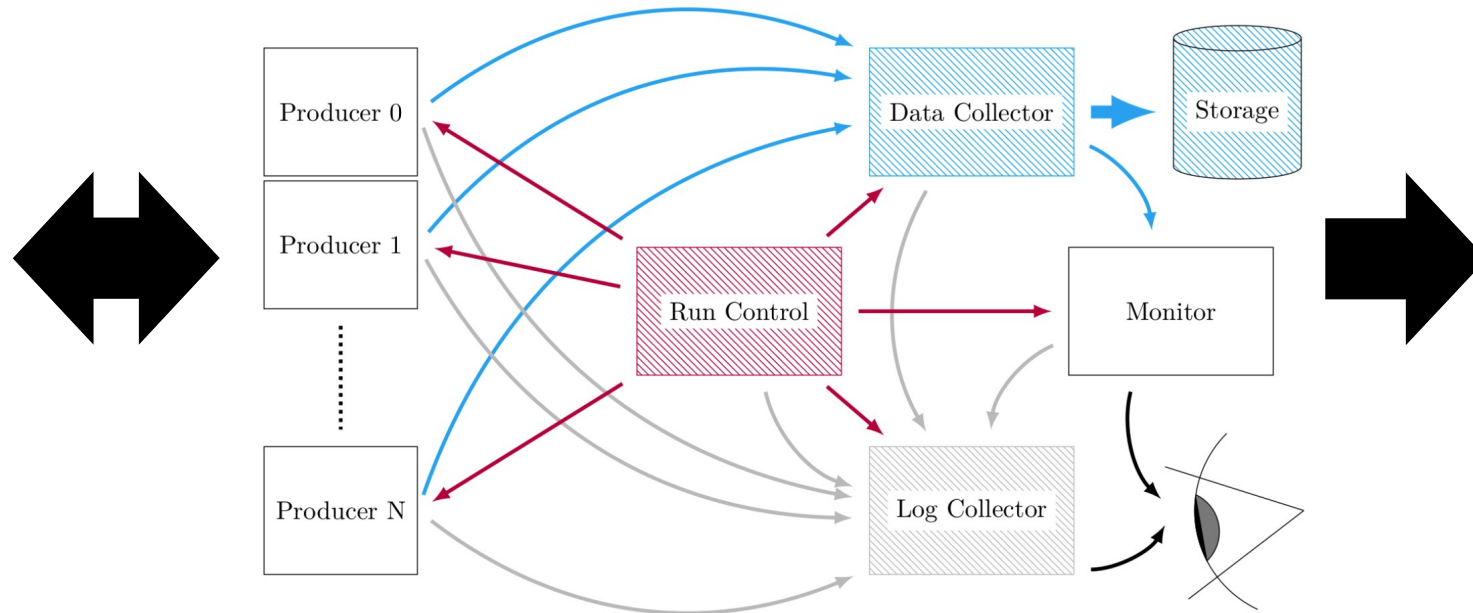 Producer 0
Data Collector
Storage
Producer 1
Run Control
Monitor
Producer N
Log Collector